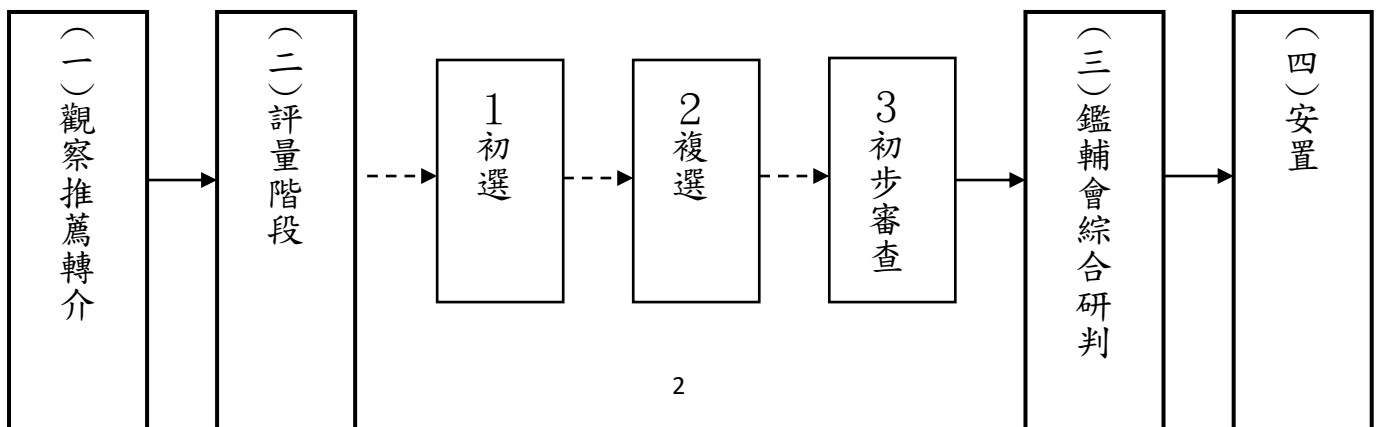 （一）觀察推薦轉介
（二）評量階段
1初選
2複選
3初步審查
（三）鑑輔會綜合研判
（四）安置
2